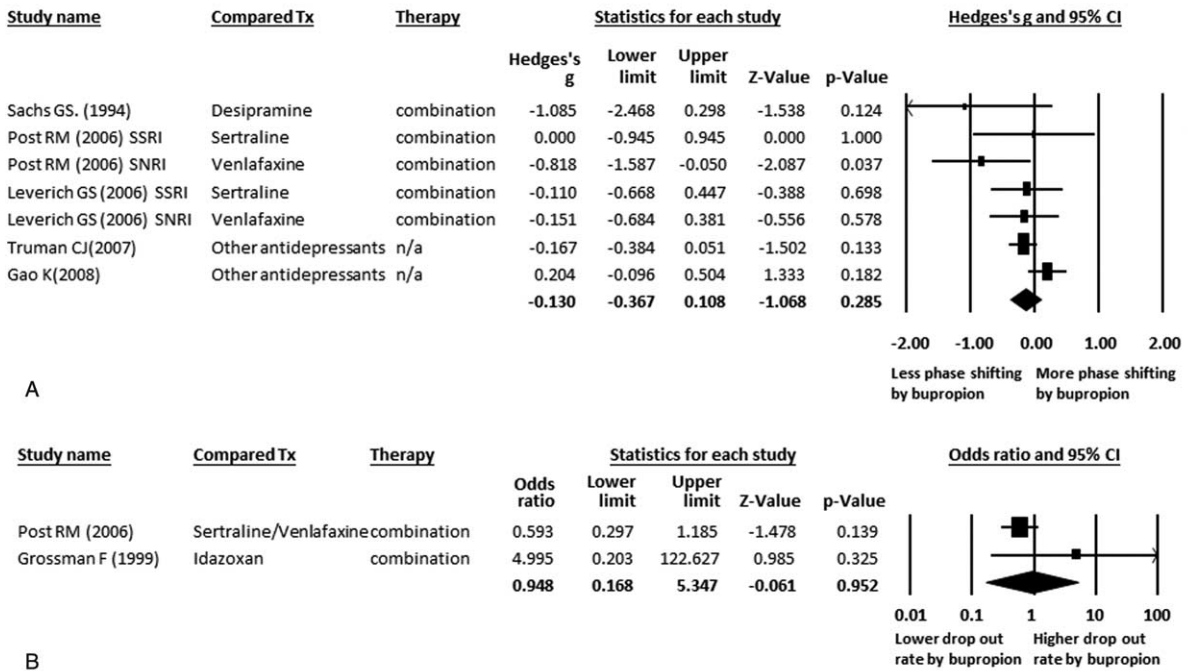 Study name Compared Tx Therapy Statistics for each study Hedges's g and 95% CI
Hedges's g Lower limit Upper limit Z-Value p-Value
Sachs GS. (1994) Desipramine combination -1.085 -2.468 0.298 -1.538 0.124
Post RM (2006) SSRI Sertraline combination 0.000 -0.945 0.945 0.000 1.000
Post RM (2006) SNRI Venlafaxine combination -0.818 -1.587 -0.050 -2.087 0.037
Leverich GS (2006) SSRI Sertraline combination -0.110 -0.668 0.447 -0.388 0.698
Leverich GS (2006) SNRI Venlafaxine combination -0.151 -0.684 0.381 -0.556 0.578
Truman CJ(2007) Other antidepressants n/a -0.167 -0.384 0.051 -1.502 0.133
Gao K(2008) Other antidepressants n/a 0.204 -0.096 0.504 1.333 0.182
-0.130 -0.367 0.108 -1.068 0.285
-2.00 -1.00 0.00 1.00 2.00
Less phase shifting More phase shifting
by bupropion by bupropion
A
Study name Compared Tx Therapy Statistics for each study Odds ratio and 95% CI
Odds ratio Lower limit Upper limit Z-Value p-Value
Post RM (2006) Sertraline/Venlafaxine combination 0.593 0.297 1.185 -1.478 0.139
Grossman F (1999) Idazoxan combination 4.995 0.203 122.627 0.985 0.325
0.948 0.168 5.347 -0.061 0.952
0.01 0.1 1 10 100
Lower drop out Higher drop out
rate by bupropion rate by bupropion
B